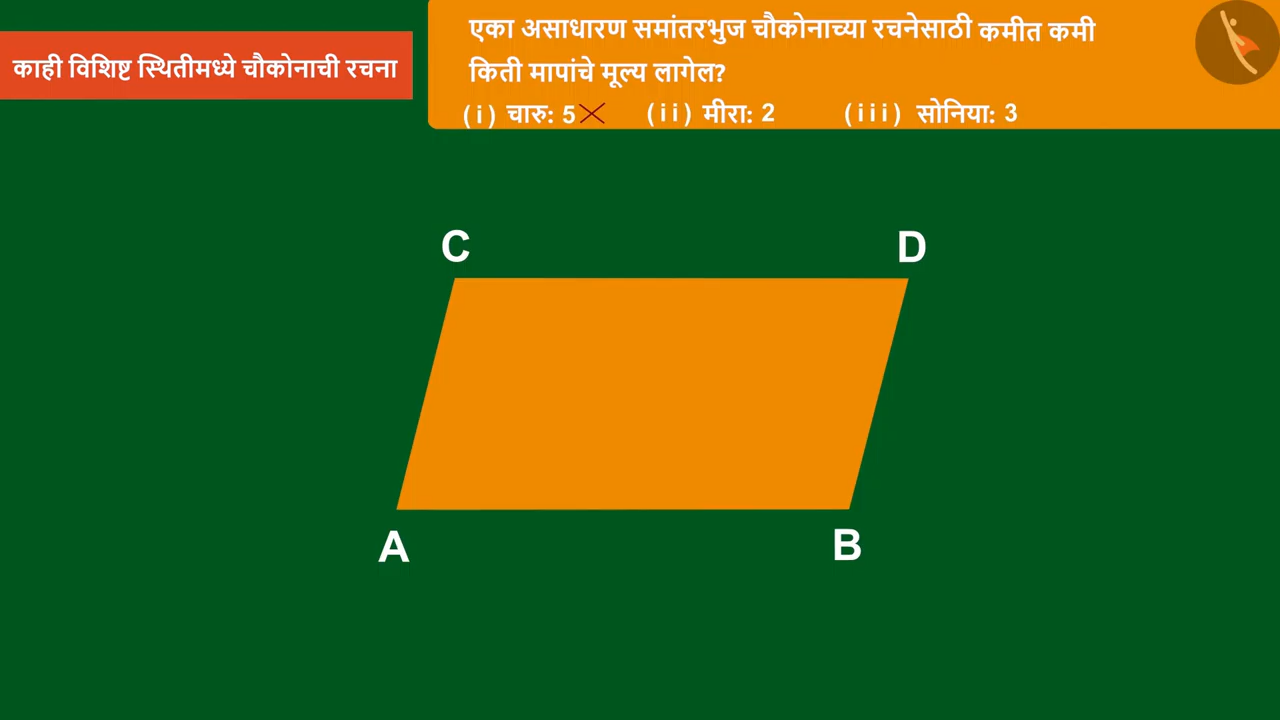 काही विशिष्ट स्थितीमध्ये चौकोनाची रचना
एका असाधारण समांतरभुज चौकोनाच्या रचनेसाठी कमीत कमी
किती मापांचे मूल्य लागेल?
(i) चारु: 5 (ii) मीरा: 2 (iii) सोनिया: 3
C D
A B